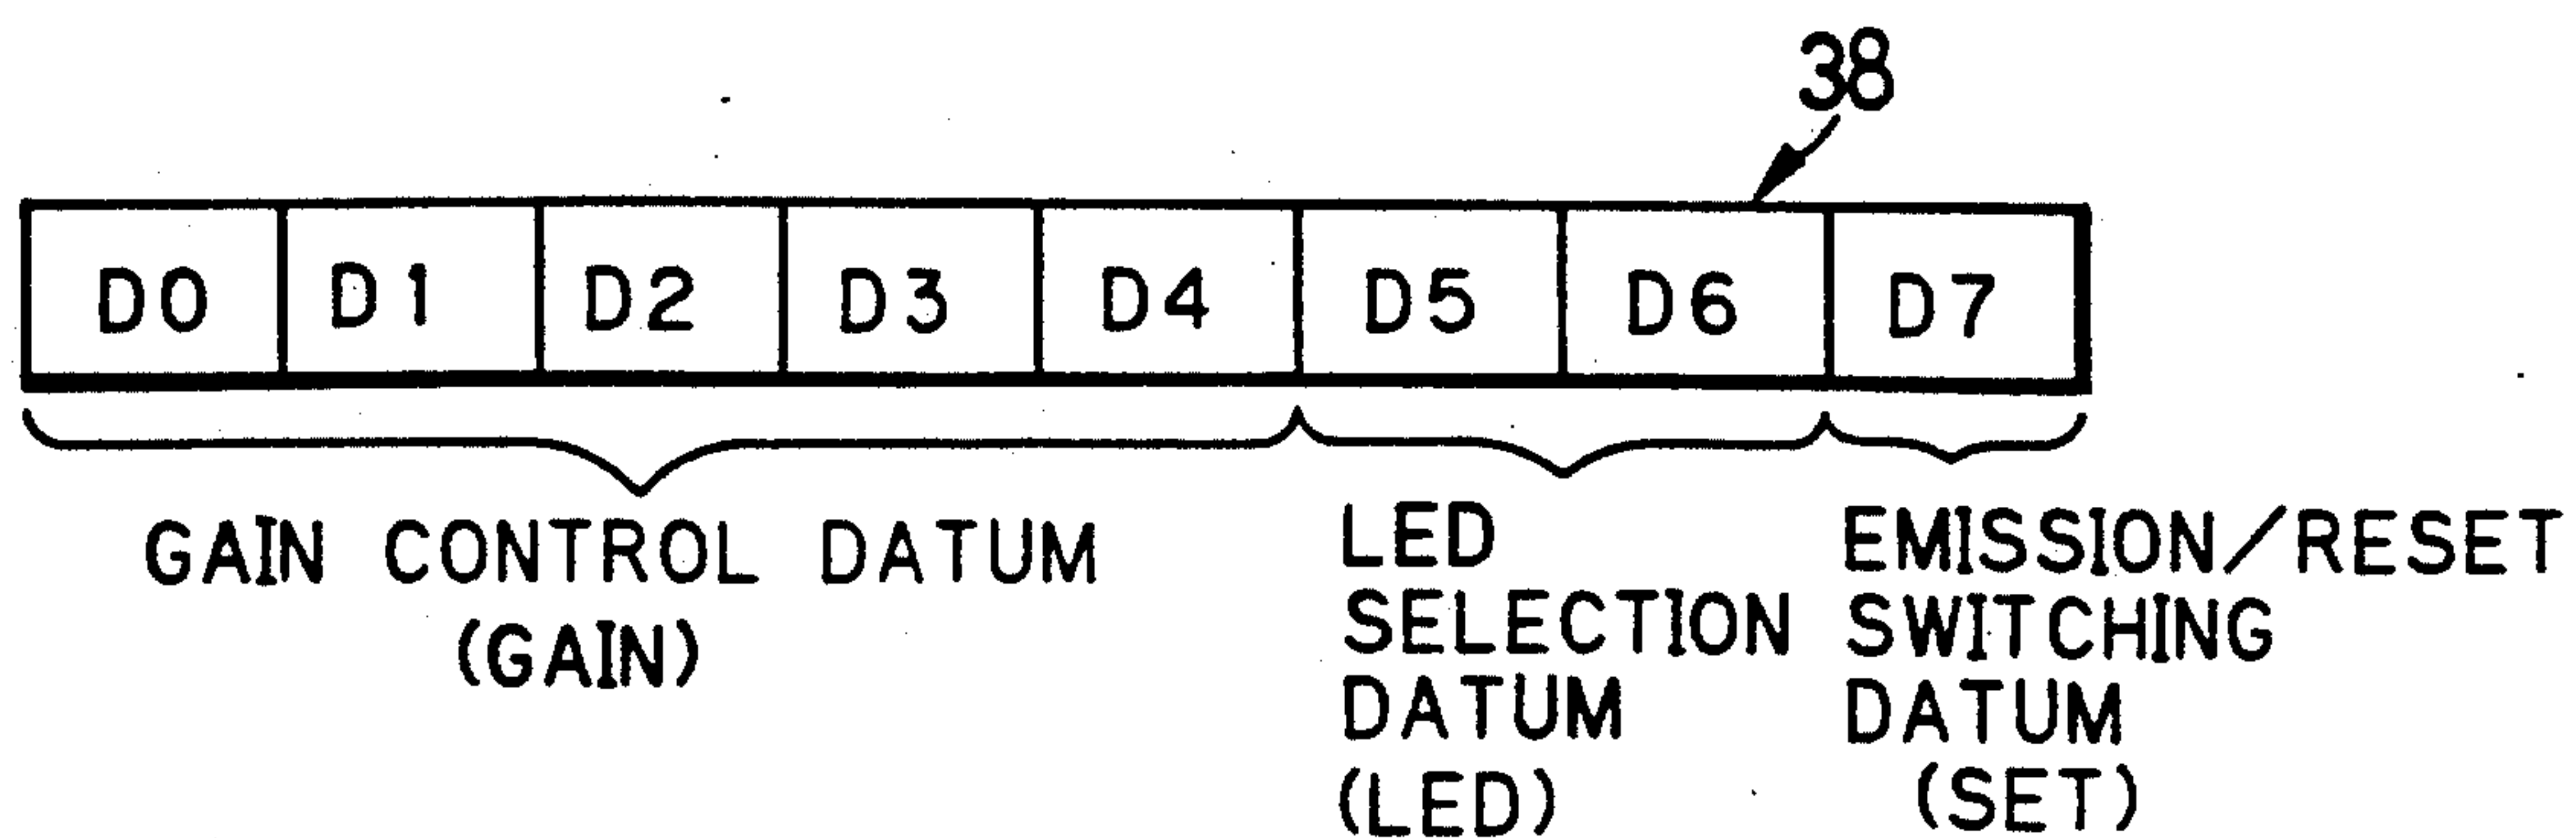 38
D0 D1 D2 D3 D4 D5 D6 D7
GAIN CONTROL DATUM
(GAIN)
LED
SELECTION
DATUM
(LED)
EMISSION/RESET
SWITCHING
DATUM
(SET)